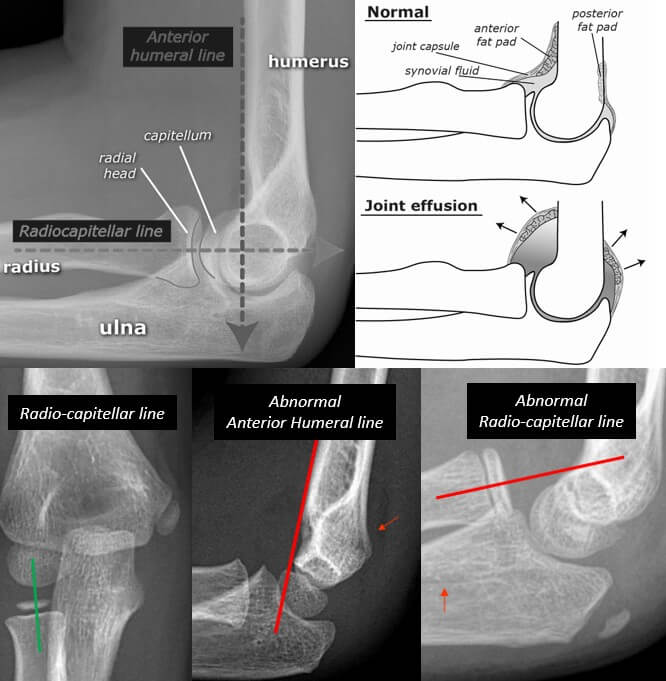 Anterior
humeral line
humerus
capitellum
radial
head
Radiocapitellar line
radius
ulna
Normal
anterior
fat pad
posterior
fat pad
joint capsule
synovial fluid
Joint effusion
Radio-capitellar line
Abnormal
Anterior Humeral line
Abnormal
Radio-capitellar line